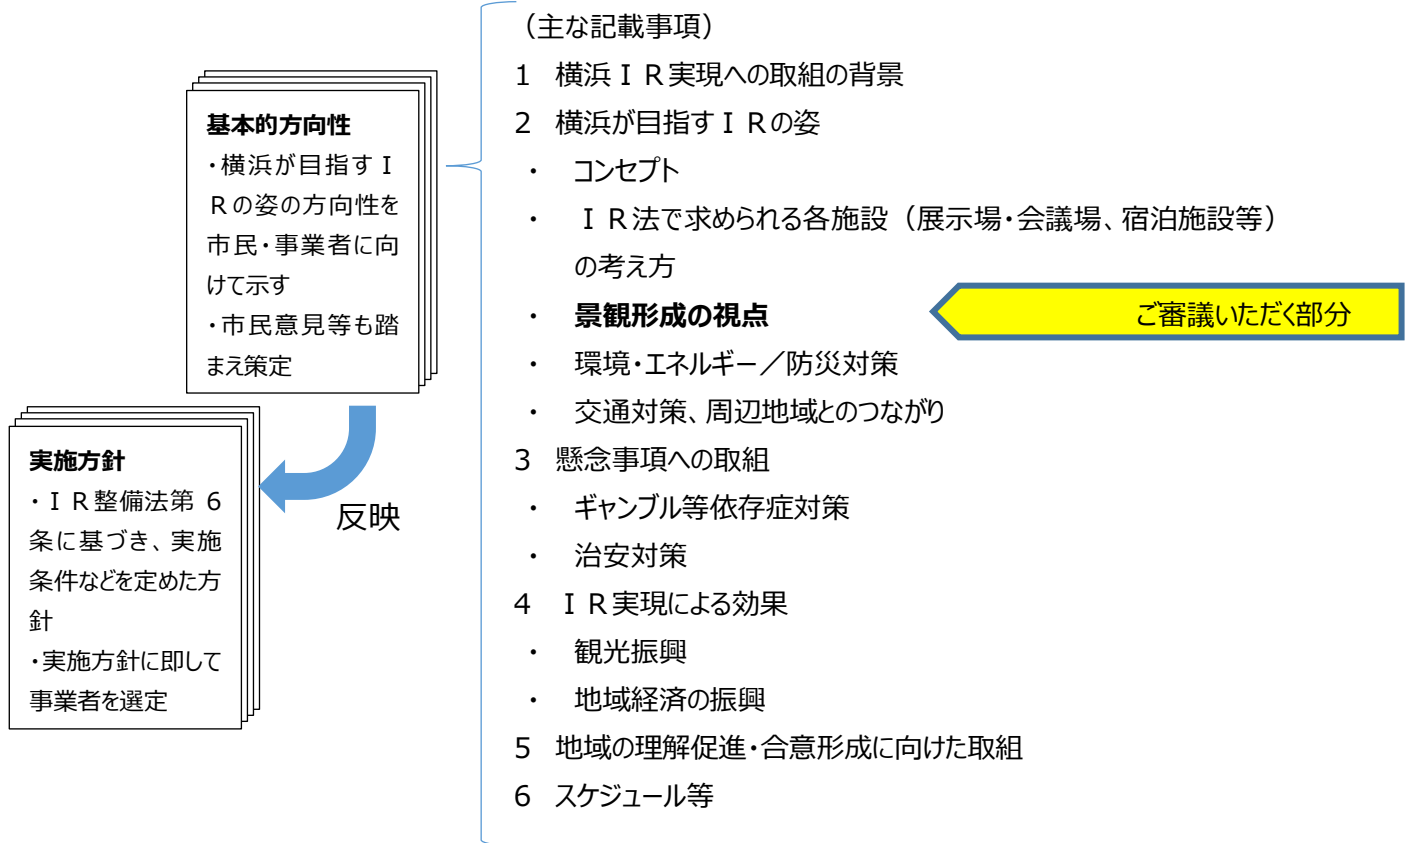 基本的方向性
・横浜が目指すＩ
Ｒの姿の方向性を
市民・事業者に向
けて示す
・市民意見等も踏
まえ策定
実施方針
・ＩＲ整備法第 6
条に基づき、実施
条件などを定めた方
針
・実施方針に即して
事業者を選定
反映
（主な記載事項）
1 横浜ＩＲ実現への取組の背景
2 横浜が目指すＩＲの姿
・ コンセプト
・ ＩＲ法で求められる各施設（展示場・会議場、宿泊施設等）
の考え方
・ 景観形成の視点
ご審議いただく部分
・ 環境・エネルギー／防災対策
・ 交通対策、周辺地域とのつながり
3 懸念事項への取組
・ ギャンブル等依存症対策
・ 治安対策
4 ＩＲ実現による効果
・ 観光振興
・ 地域経済の振興
5 地域の理解促進・合意形成に向けた取組
6 スケジュール等